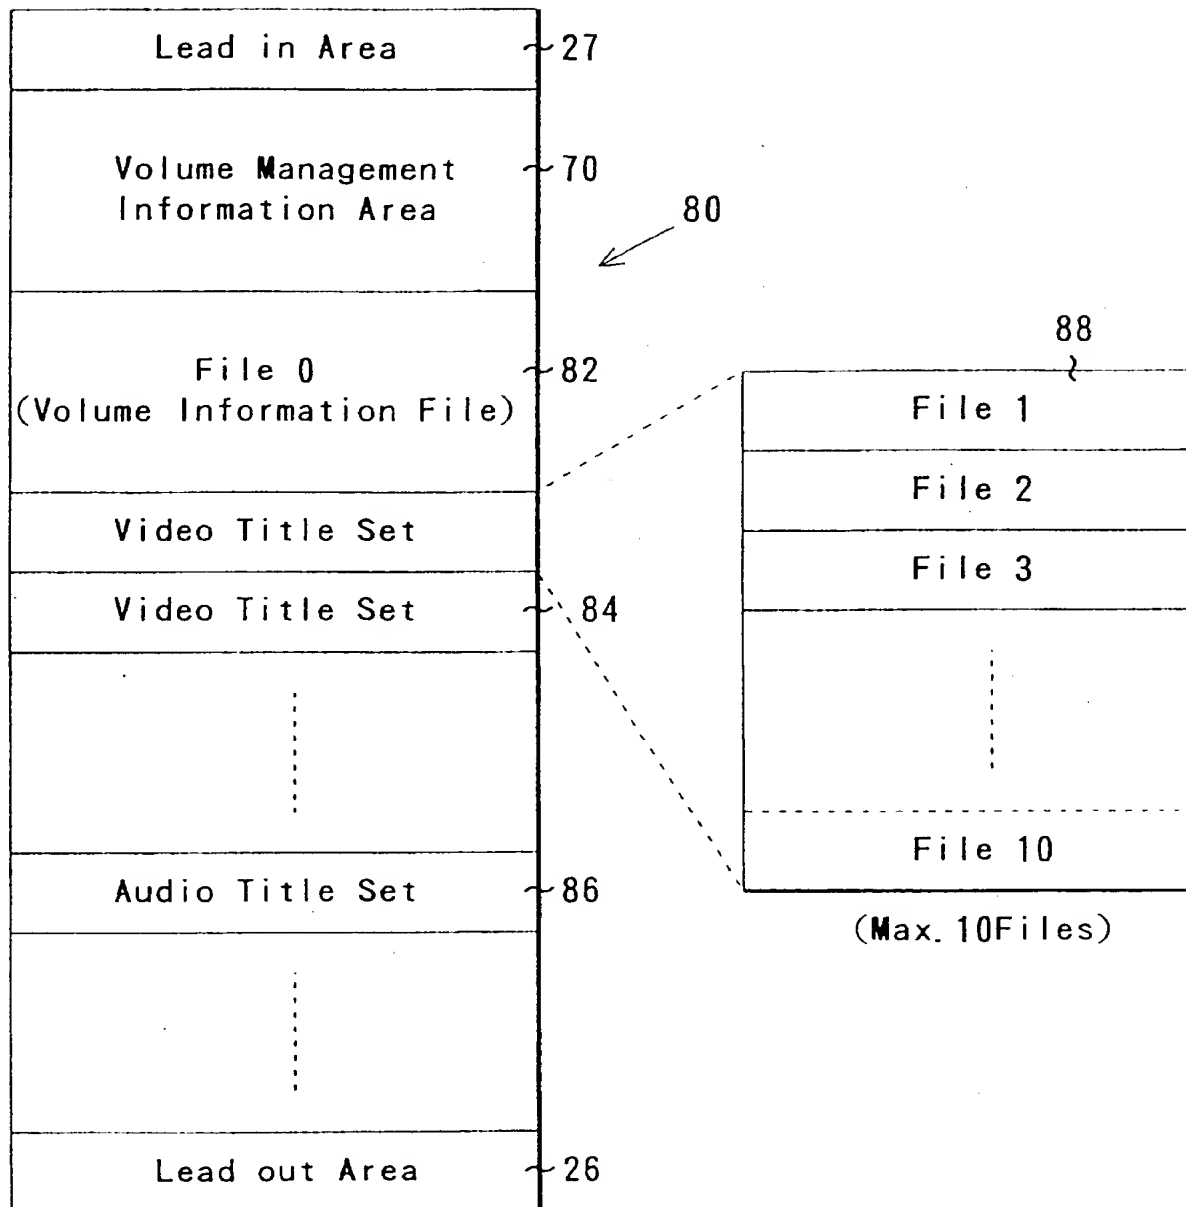 Lead in Area 27
Volume Management 70
Information Area
80
File 0 82
(Volume Information File)
Video Title Set
Video Title Set 84
Audio Title Set 86
Lead out Area 26
88
File 1
File 2
File 3
File 10
(Max. 10Files)